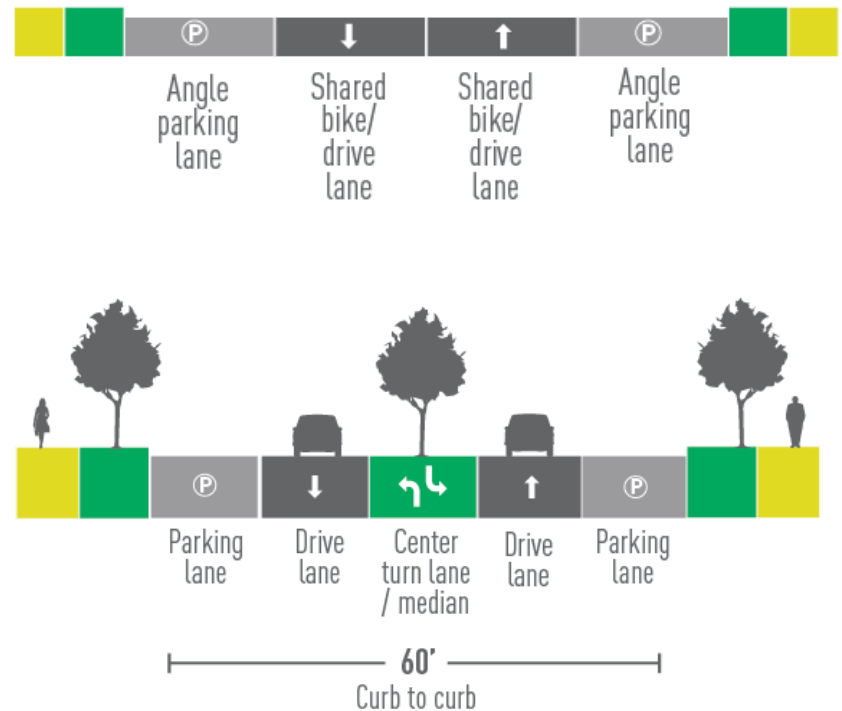 P
P
Angle
parking
lane
Shared
bike/
drive
lane
Shared
bike/
drive
lane
Angle
parking
lane
P
P
Parking
lane
Drive
lane
Center
turn lane
/ median
Drive
lane
Parking
lane
60'
Curb to curb